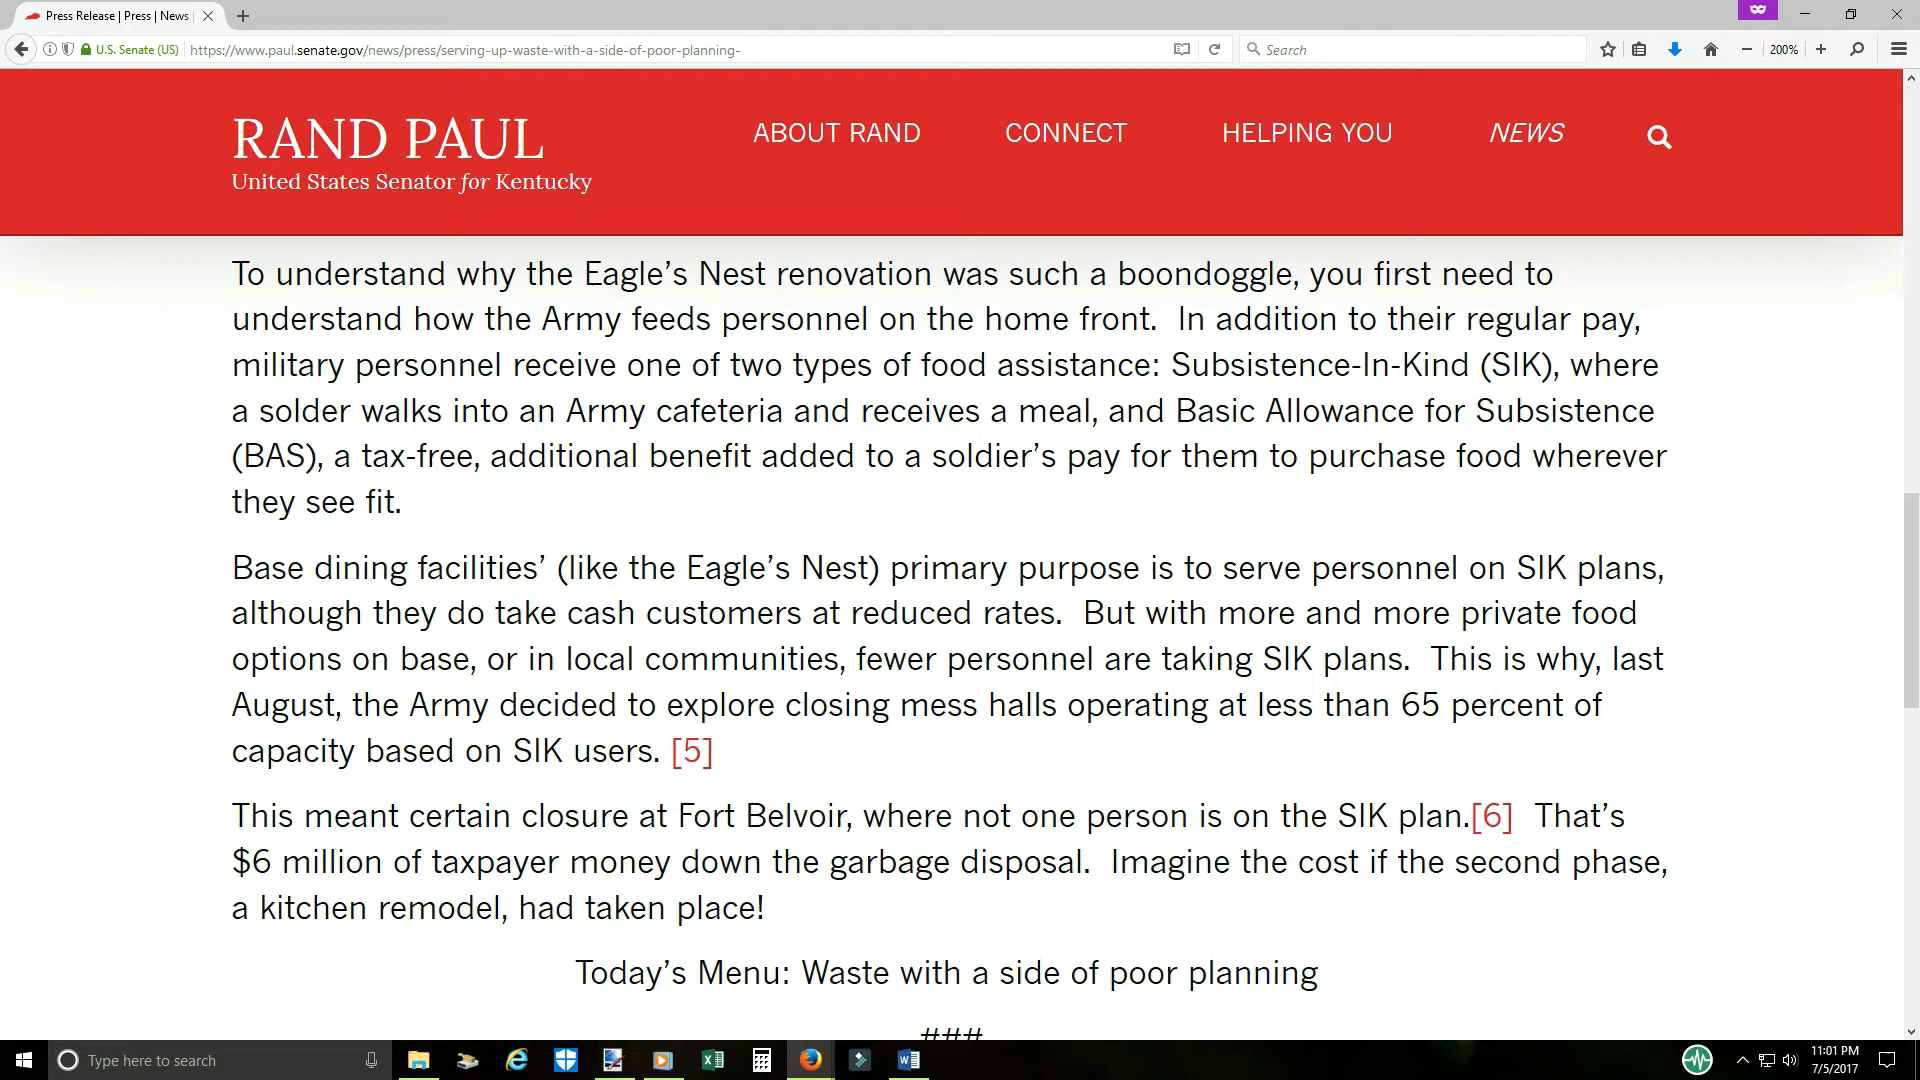 Press Release | Press | News
U.S. Senate (US)
https://www.paul.senate.gov/news/press/serving-up-waste-with-a-side-of-poor-planning-
Search
200%
RAND PAUL
United States Senator for Kentucky
ABOUT RAND
CONNECT
HELPING YOU
NEWS
To understand why the Eagle’s Nest renovation was such a boondoggle, you first need to
understand how the Army feeds personnel on the home front.  In addition to their regular pay,
military personnel receive one of two types of food assistance: Subsistence-In-Kind (SIK), where
a solder walks into an Army cafeteria and receives a meal, and Basic Allowance for Subsistence
(BAS), a tax-free, additional benefit added to a soldier’s pay for them to purchase food wherever
they see fit.
Base dining facilities’ (like the Eagle’s Nest) primary purpose is to serve personnel on SIK plans,
although they do take cash customers at reduced rates.  But with more and more private food
options on base, or in local communities, fewer personnel are taking SIK plans.  This is why, last
August, the Army decided to explore closing mess halls operating at less than 65 percent of
capacity based on SIK users. [5]
This meant certain closure at Fort Belvoir, where not one person is on the SIK plan.[6]  That’s
$6 million of taxpayer money down the garbage disposal.  Imagine the cost if the second phase,
a kitchen remodel, had taken place!
Today’s Menu: Waste with a side of poor planning
###
Type here to search
11:01 PM
7/5/2017